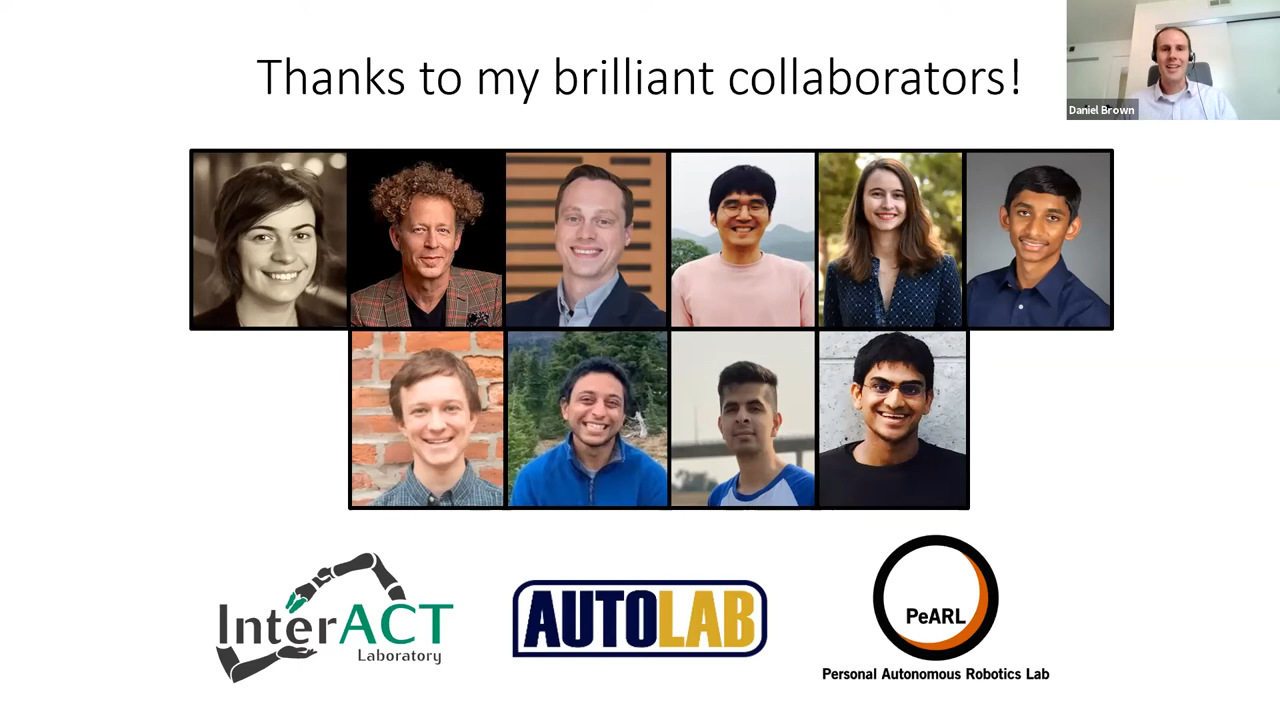 Thanks to my brilliant collaborators!
Daniel Brown
InterACT
Laboratory
AUTOLAB
PeARL
Personal Autonomous Robotics Lab